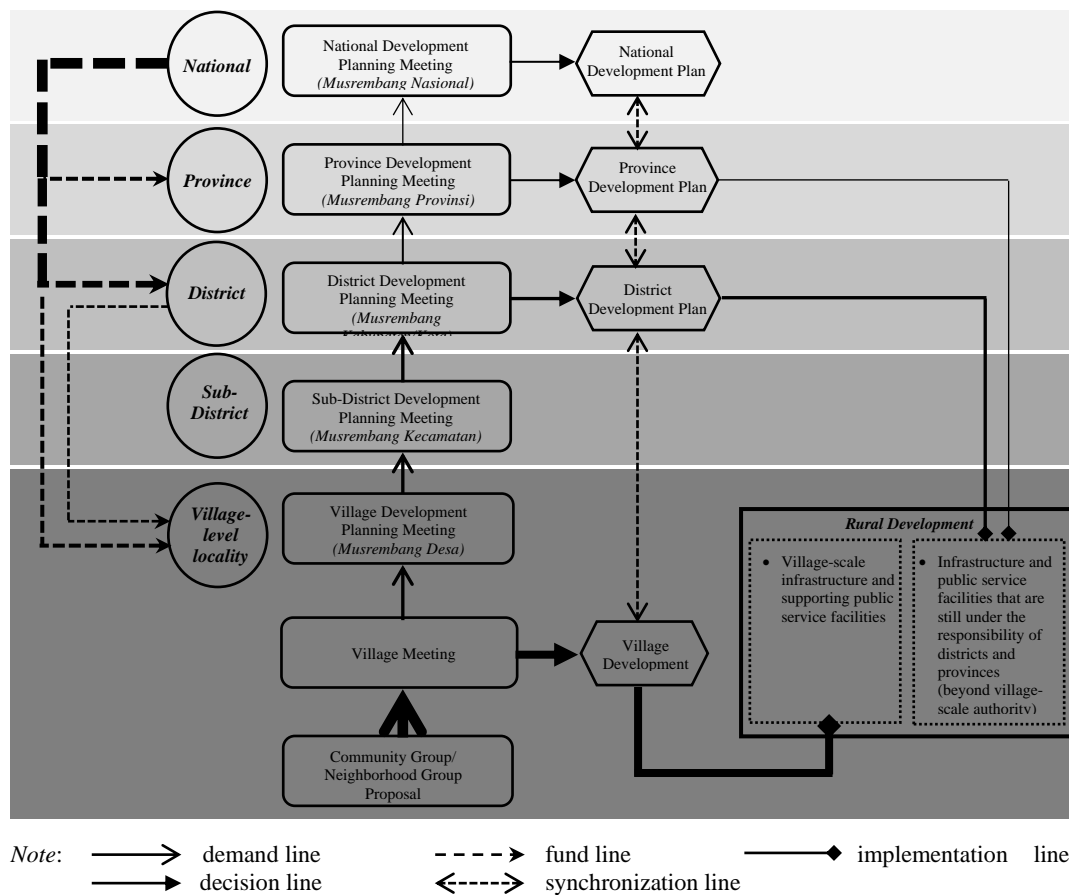 National
National Development
Planning Meeting
(Musrembang Nasional)
National
Development Plan
Province
Province Development
Planning Meeting
(Musrembang Provinsi)
Province
Development Plan
District
District Development
Planning Meeting
(Musrembang
District
Development Plan
Sub-
District
Sub-District Development
Planning Meeting
(Musrembang Kecamatan)
Village-
level
locality
Village Development
Planning Meeting
(Musrembang Desa)
Village Meeting
Village
Development
Community Group/
Neighborhood Group
Proposal
Rural Development
• Village-scale
infrastructure and
supporting public
service facilities
• Infrastructure and
public service
facilities that are
still under the
responsibility of
districts and
provinces
(beyond village-
scale authority)
Note:
demand line
fund line
implementation line
decision line
synchronization line